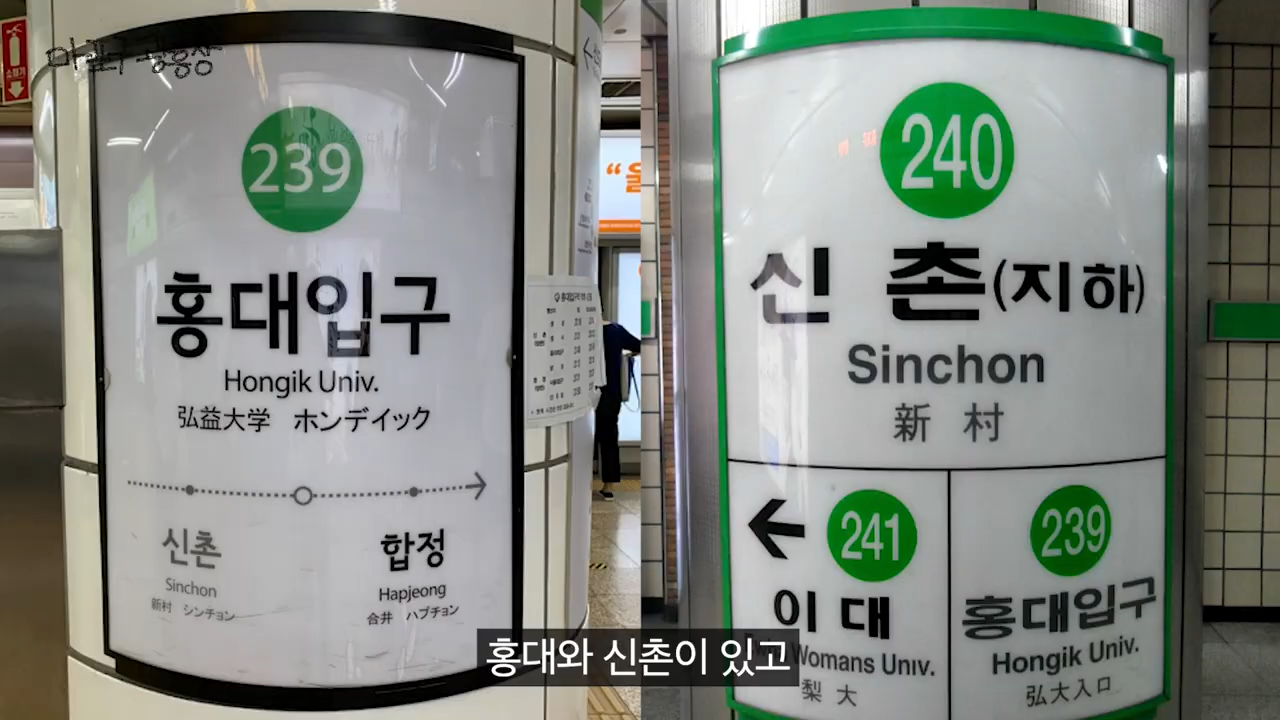 239
홍대입구
Hongik Univ.
弘益大学 ホンデイック
신촌
Sinchon
新村 シンチョン
합정
Hapjeong
合井 ハプチョン
240
신 촌(지하)
Sinchon
新 村
241
이 대
Womans Univ.
梨 大
239
홍대입구
Hongik Univ.
弘大入口
홍대와 신촌이 있고